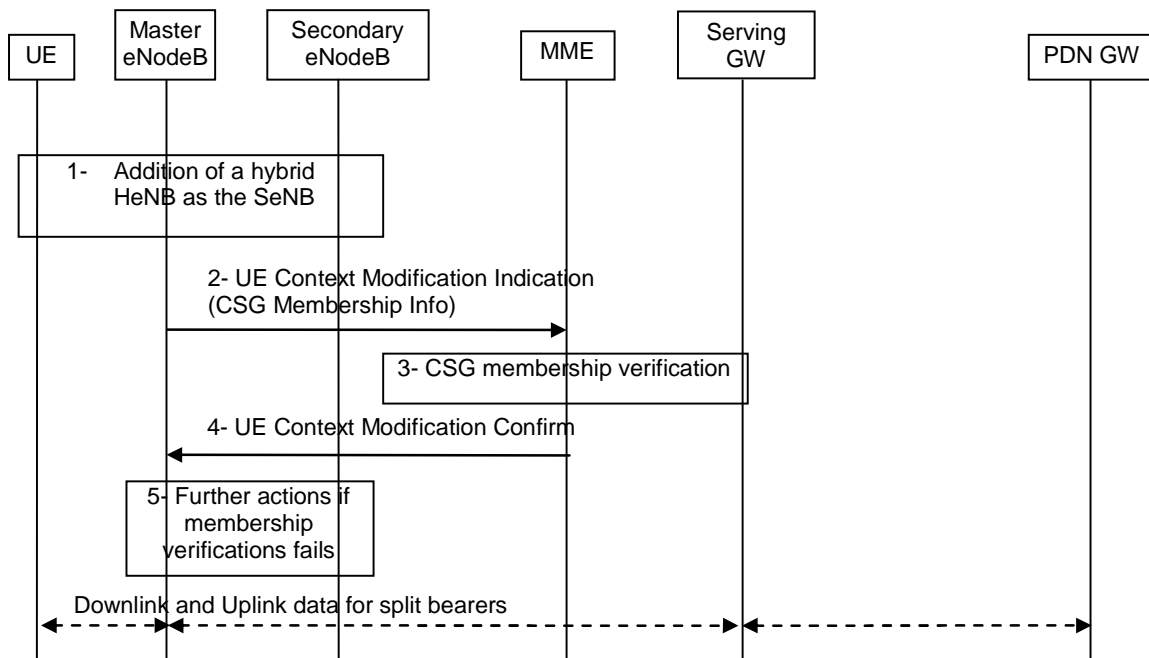 UE
Master
eNodeB
Secondary
eNodeB
MME
Serving
GW
PDN GW
1- Addition of a hybrid
HeNB as the SeNB
2- UE Context Modification Indication
(CSG Membership Info)
3- CSG membership verification
4- UE Context Modification Confirm
5- Further actions if
membership
verifications fails
Downlink and Uplink data for split bearers